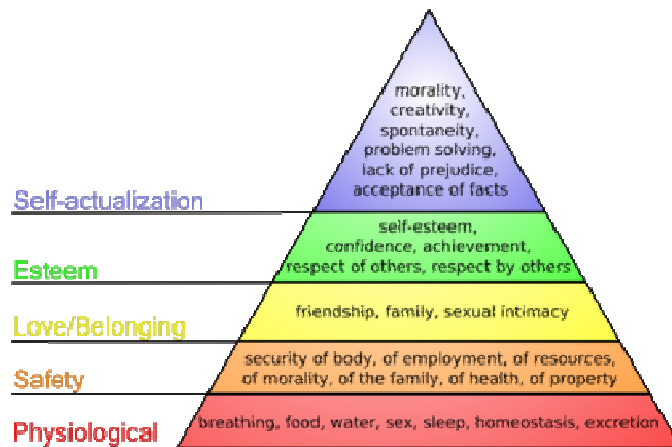 morality,
creativity,
spontaneity,
problem solving,
lack of prejudice,
acceptance of facts
Self-actualization
self-esteem,
confidence, achievement,
respect of others, respect by others
Esteem
friendship, family, sexual intimacy
Love/Belonging
security of body, of employment, of resources,
of morality, of the family, of health, of property
Safety
breathing, food, water, sex, sleep, homeostasis, excretion
Physiological